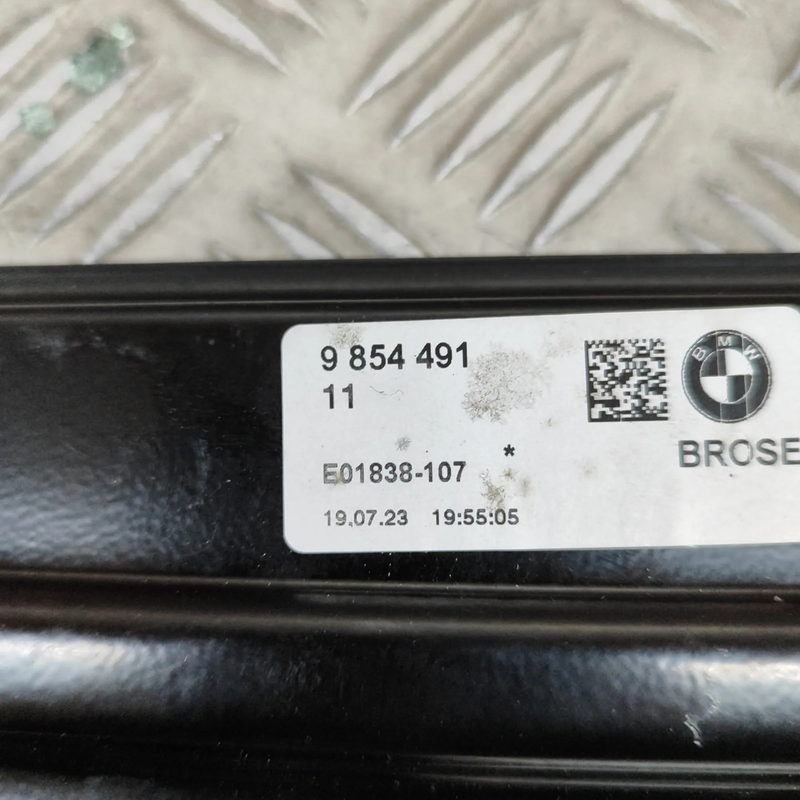 9 854 491
11
BMW
BROSE
E01838-107 *
19.07.23 19:55:05